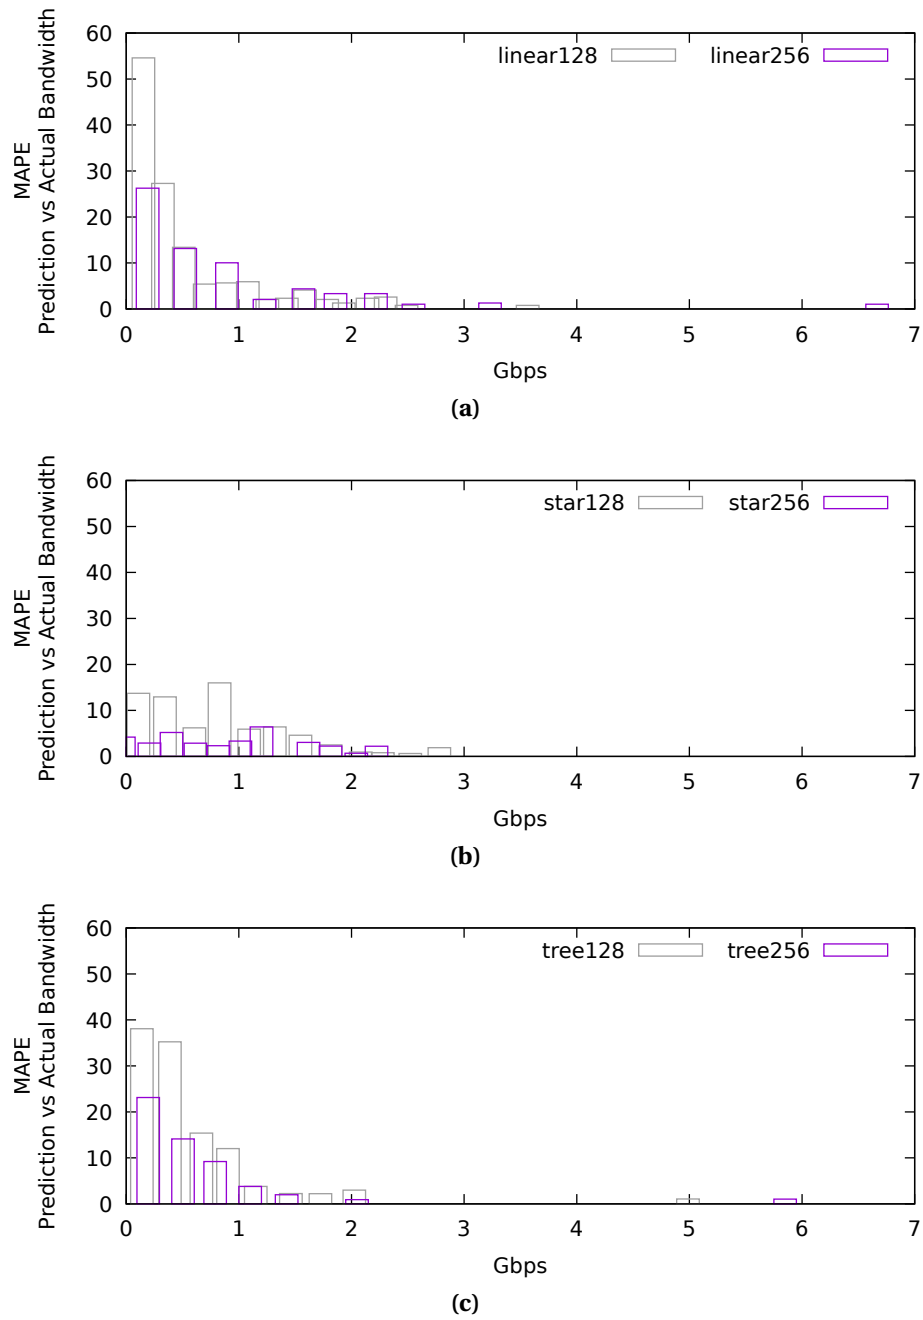 60
50
40
30
20
10
0
MAPE
Prediction vs Actual Bandwidth
linear128
linear256
0 1 2 3 4 5 6 7
Gbps
(a)
60
50
40
30
20
10
0
MAPE
Prediction vs Actual Bandwidth
star128
star256
0 1 2 3 4 5 6 7
Gbps
(b)
60
50
40
30
20
10
0
MAPE
Prediction vs Actual Bandwidth
tree128
tree256
0 1 2 3 4 5 6 7
Gbps
(c)